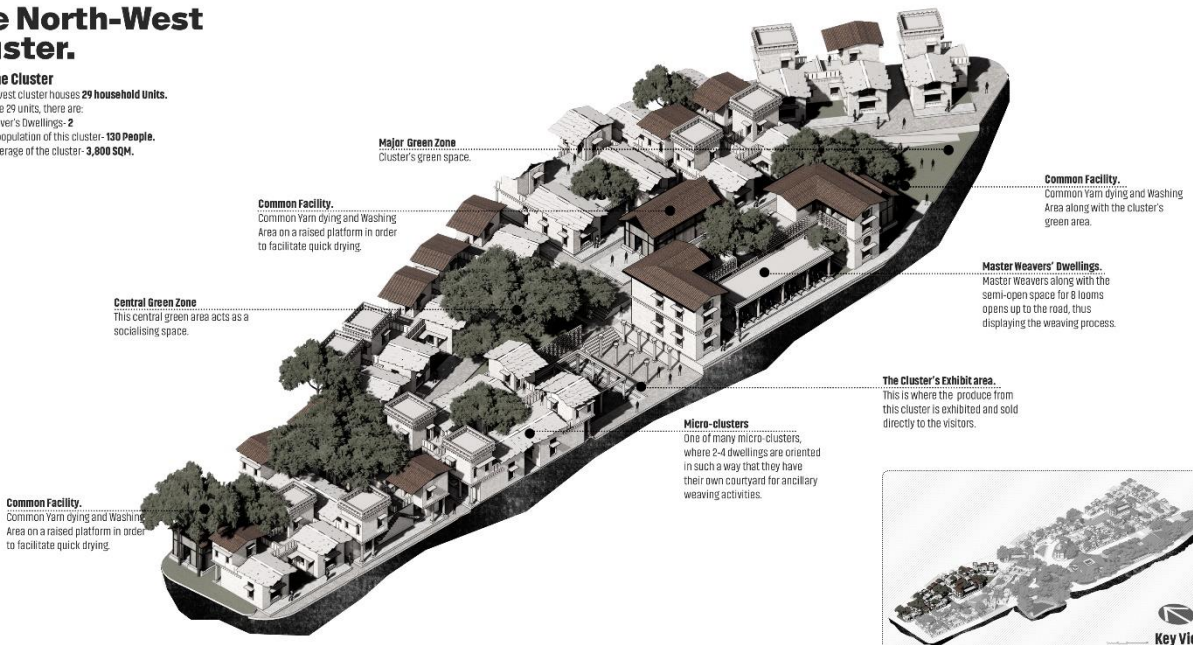 e North-West
uster.
ne Cluster
vest cluster houses 29 household Units.
e 29 units, there are:
ver's Dwellings- 2
population of this cluster- 130 People.
erage of the cluster- 3,800 SQM.
Major Green Zone
Cluster's green space.
Common Facility.
Common Yarn dying and Washing
Area on a raised platform in order
to facilitate quick drying.
Central Green Zone
This central green area acts as a
socialising space.
Common Facility.
Common Yarn dying and Washing
Area on a raised platform in order
to facilitate quick drying.
Common Facility.
Common Yarn dying and Washing
Area along with the cluster's
green area.
Master Weavers' Dwellings.
Master Weavers along with the
semi-open space for 8 looms
opens up to the road, thus
displaying the weaving process.
The Cluster's Exhibit area.
This is where the produce from
this cluster is exhibited and sold
directly to the visitors.
Micro-clusters
One of many micro-clusters,
where 2-4 dwellings are oriented
in such a way that they have
their own courtyard for ancillary
weaving activities.
Key Vie